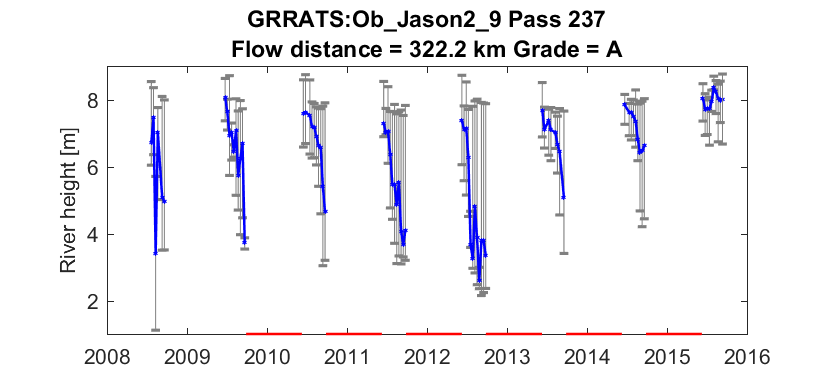 GRRATS:Ob_Jason2_9 Pass 237
Flow distance = 322.2 km Grade = A
River height [m]
8
6
4
2
2008 2009 2010 2011 2012 2013 2014 2015 2016